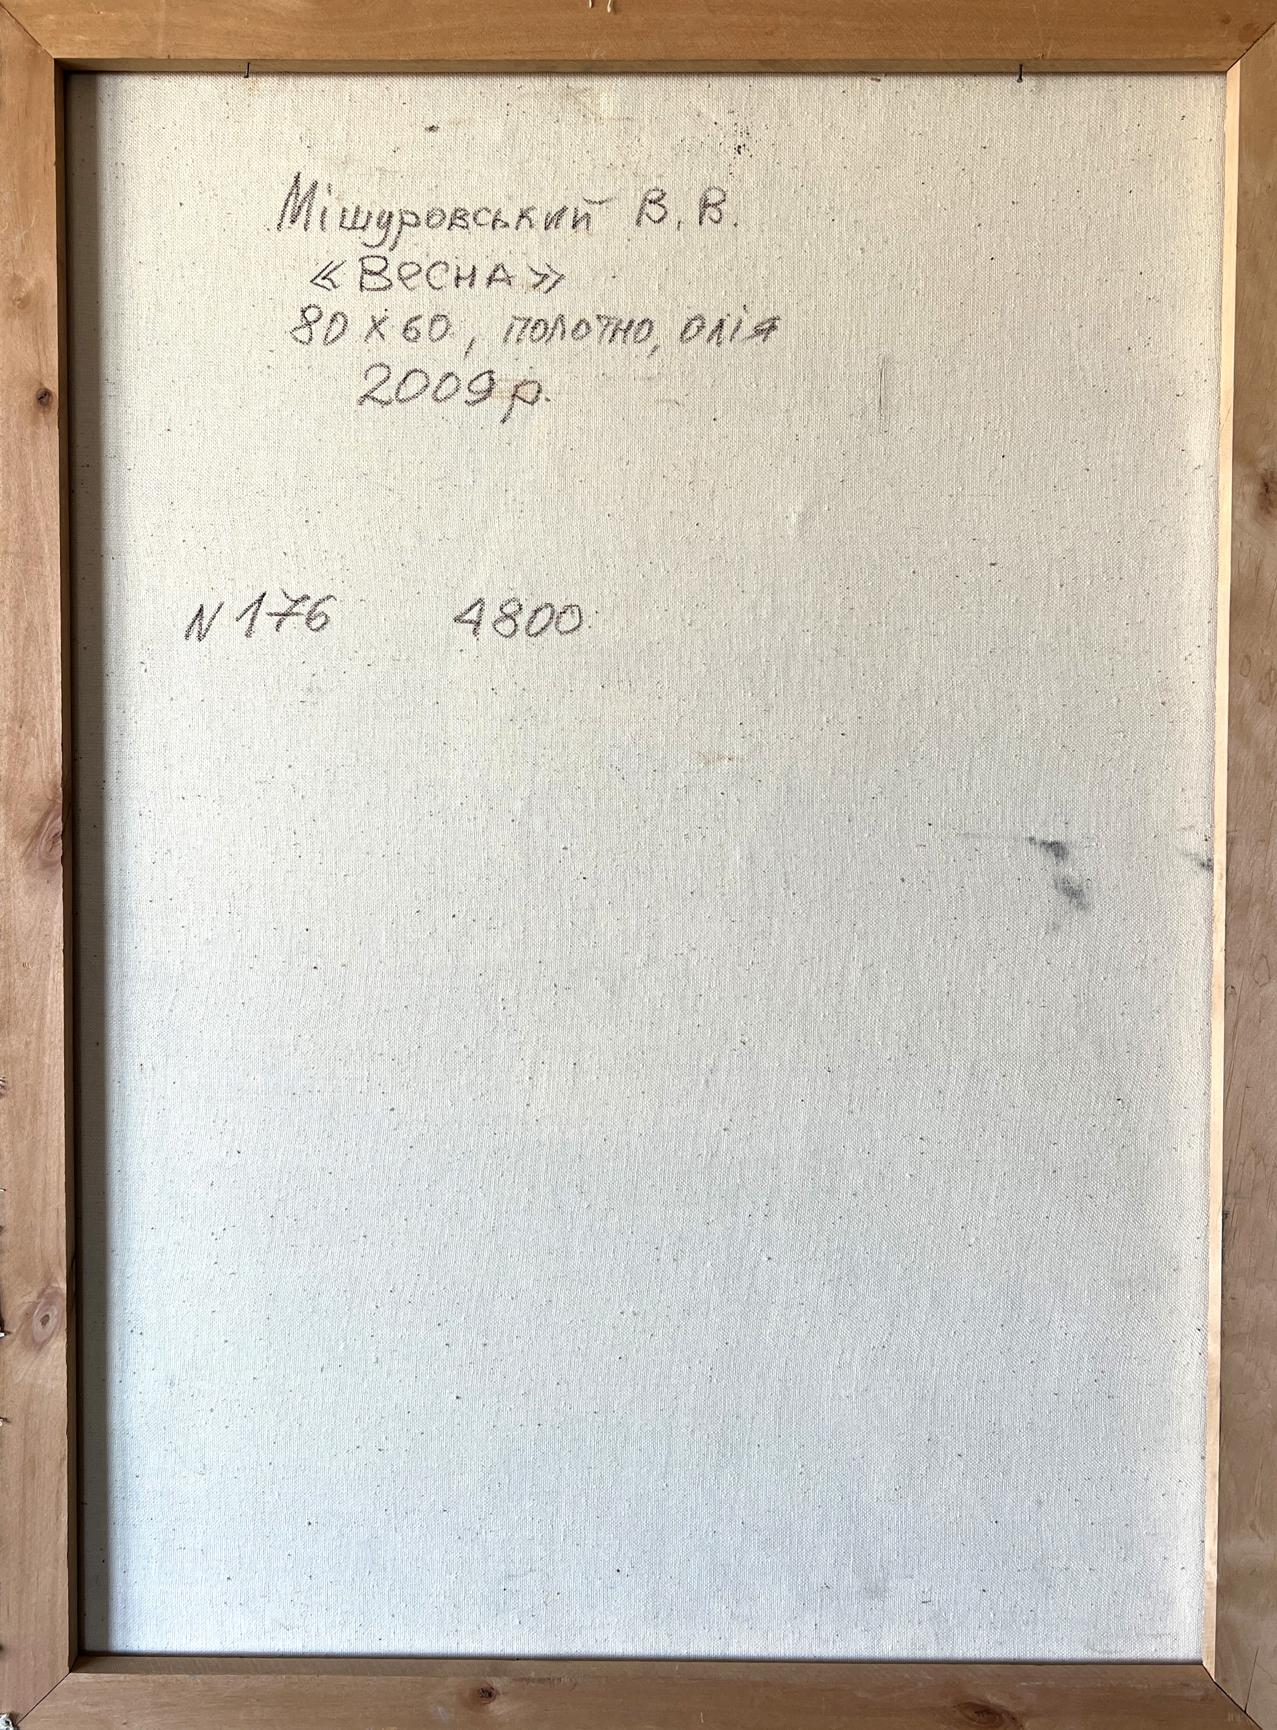 Мішуровський В. В.
«Весна»
80 х 60, полотно, олія
2009 р.
N 176 4800